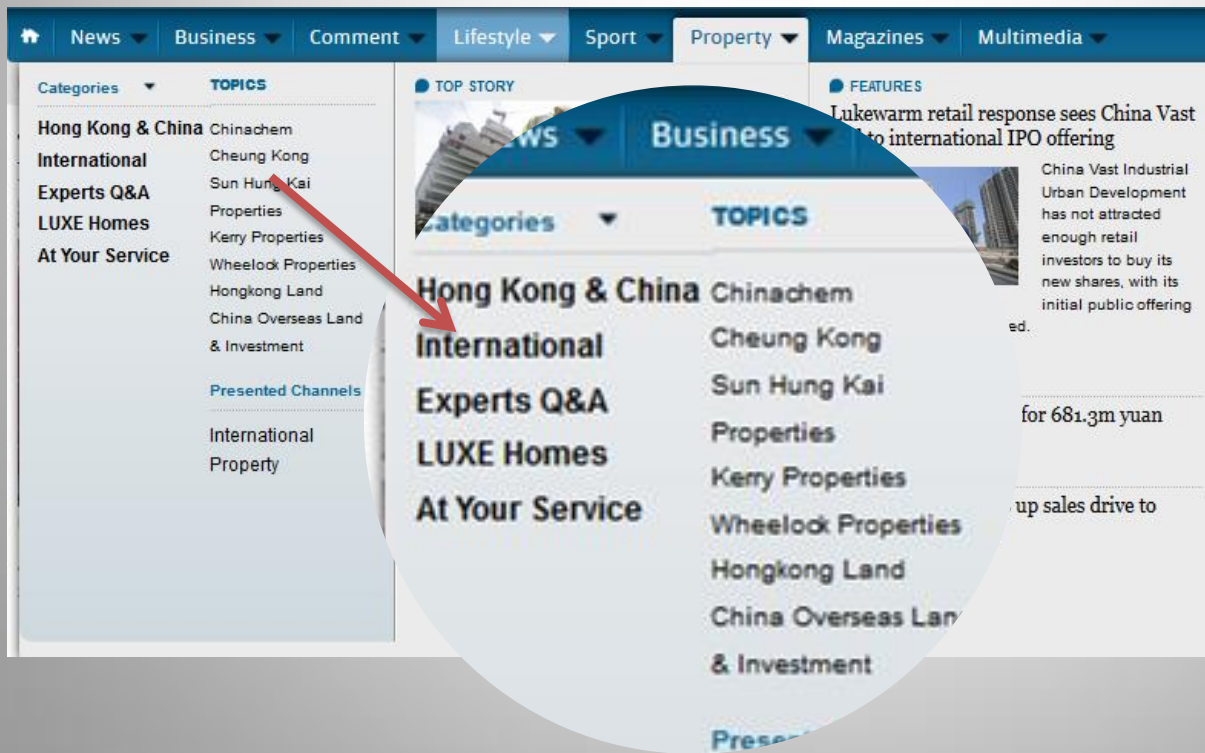 News Business Comment Lifestyle Sport Property Magazines Multimedia
Categories
Hong Kong & China
International
Experts Q&A
LUXE Homes
At Your Service
TOPICS
Chinachem
Cheung Kong
Sun Hung Kai
Properties
Kerry Properties
Wheelock Properties
Hongkong Land
China Overseas Land
& Investment
Presented Channels
International
Property
TOP STORY
Business
TOPICS
Hong Kong & China
International
Experts Q&A
LUXE Homes
At Your Service
Chinachem
Cheung Kong
Sun Hung Kai
Properties
Kerry Properties
Wheelock Properties
Hongkong Land
China Overseas
& Investment
FEATURES
Lukewarm retail response sees China Vast
to international IPO offering
China Vast Industrial
Urban Development
has not attracted
enough retail
investors to buy its
new shares, with its
initial public offering
for 681.3m yuan
up sales drive to